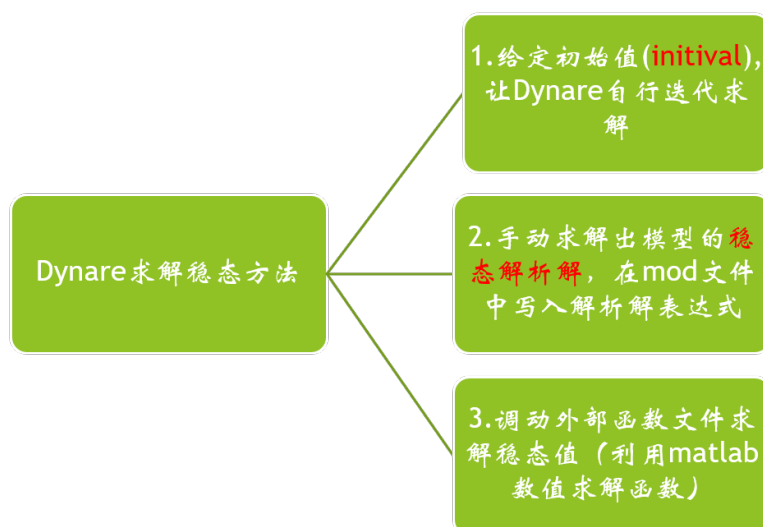 1.给定初始值(initival),
让Dynare自行迭代求
解
Dynare求解稳态方法
2.手动求解出模型的稳
态解析解，在mod文件
中写入解析解表达式
3.调动外部函数文件求
解稳态值（利用matlab
数值求解函数）